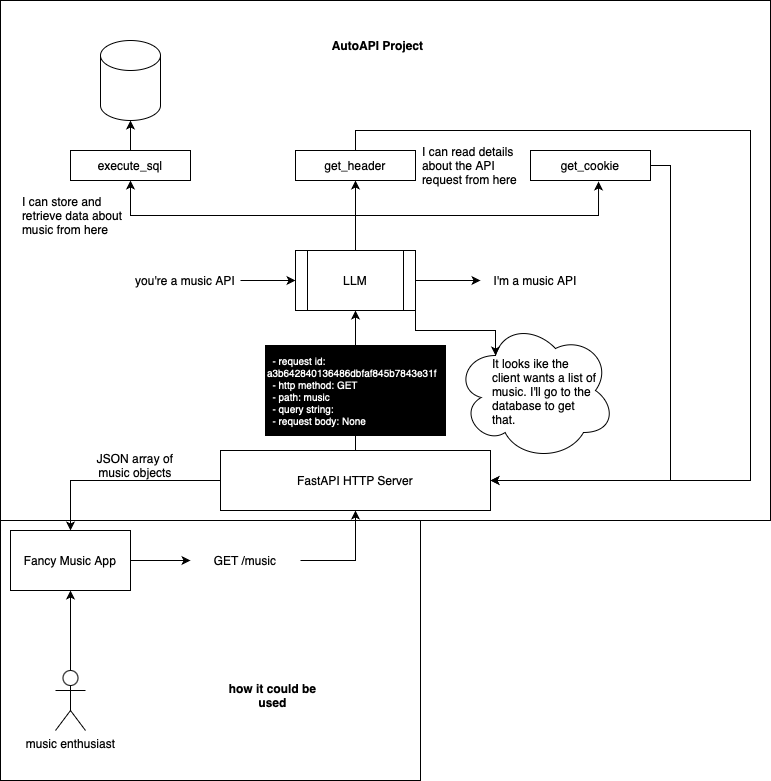 AutoAPI Project
execute_sql
get_header
I can read details
about the API
request from here
get_cookie
I can store and
retrieve data about
music from here
you're a music API
LLM
I'm a music API
- request id:
a3b642840136486dbfaf845b7843e31f
- http method: GET
- path: music
- query string:
- request body: None
It looks ike the
client wants a list of
music. I'll go to the
database to get
that.
JSON array of
music objects
FastAPI HTTP Server
Fancy Music App
GET /music
how it could be
used
music enthusiast